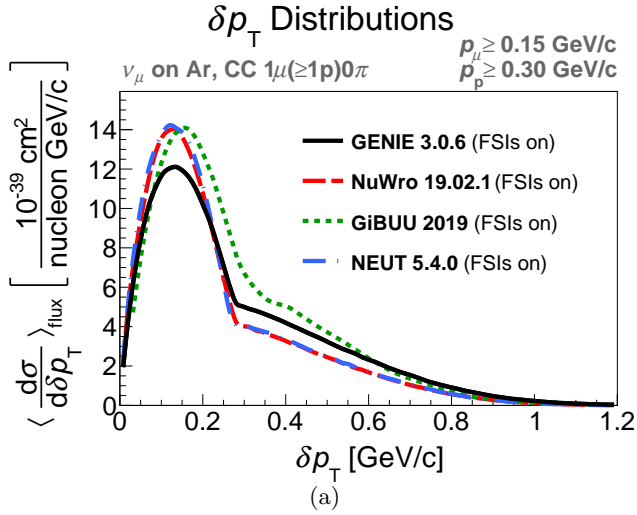 δp_T Distributions
p_μ ≥ 0.15 GeV/c
ν_μ on Ar, CC 1μ(≥1p)0π
p_p ≥ 0.30 GeV/c
⟨ dσ/dδp_T ⟩_flux [ 10^-39 cm^2 / nucleon GeV/c ]
14
12
10
8
6
4
2
0
GENIE 3.0.6 (FSIs on)
NuWro 19.02.1 (FSIs on)
GiBUU 2019 (FSIs on)
NEUT 5.4.0 (FSIs on)
0 0.2 0.4 0.6 0.8 1 1.2
δp_T [GeV/c]
(a)